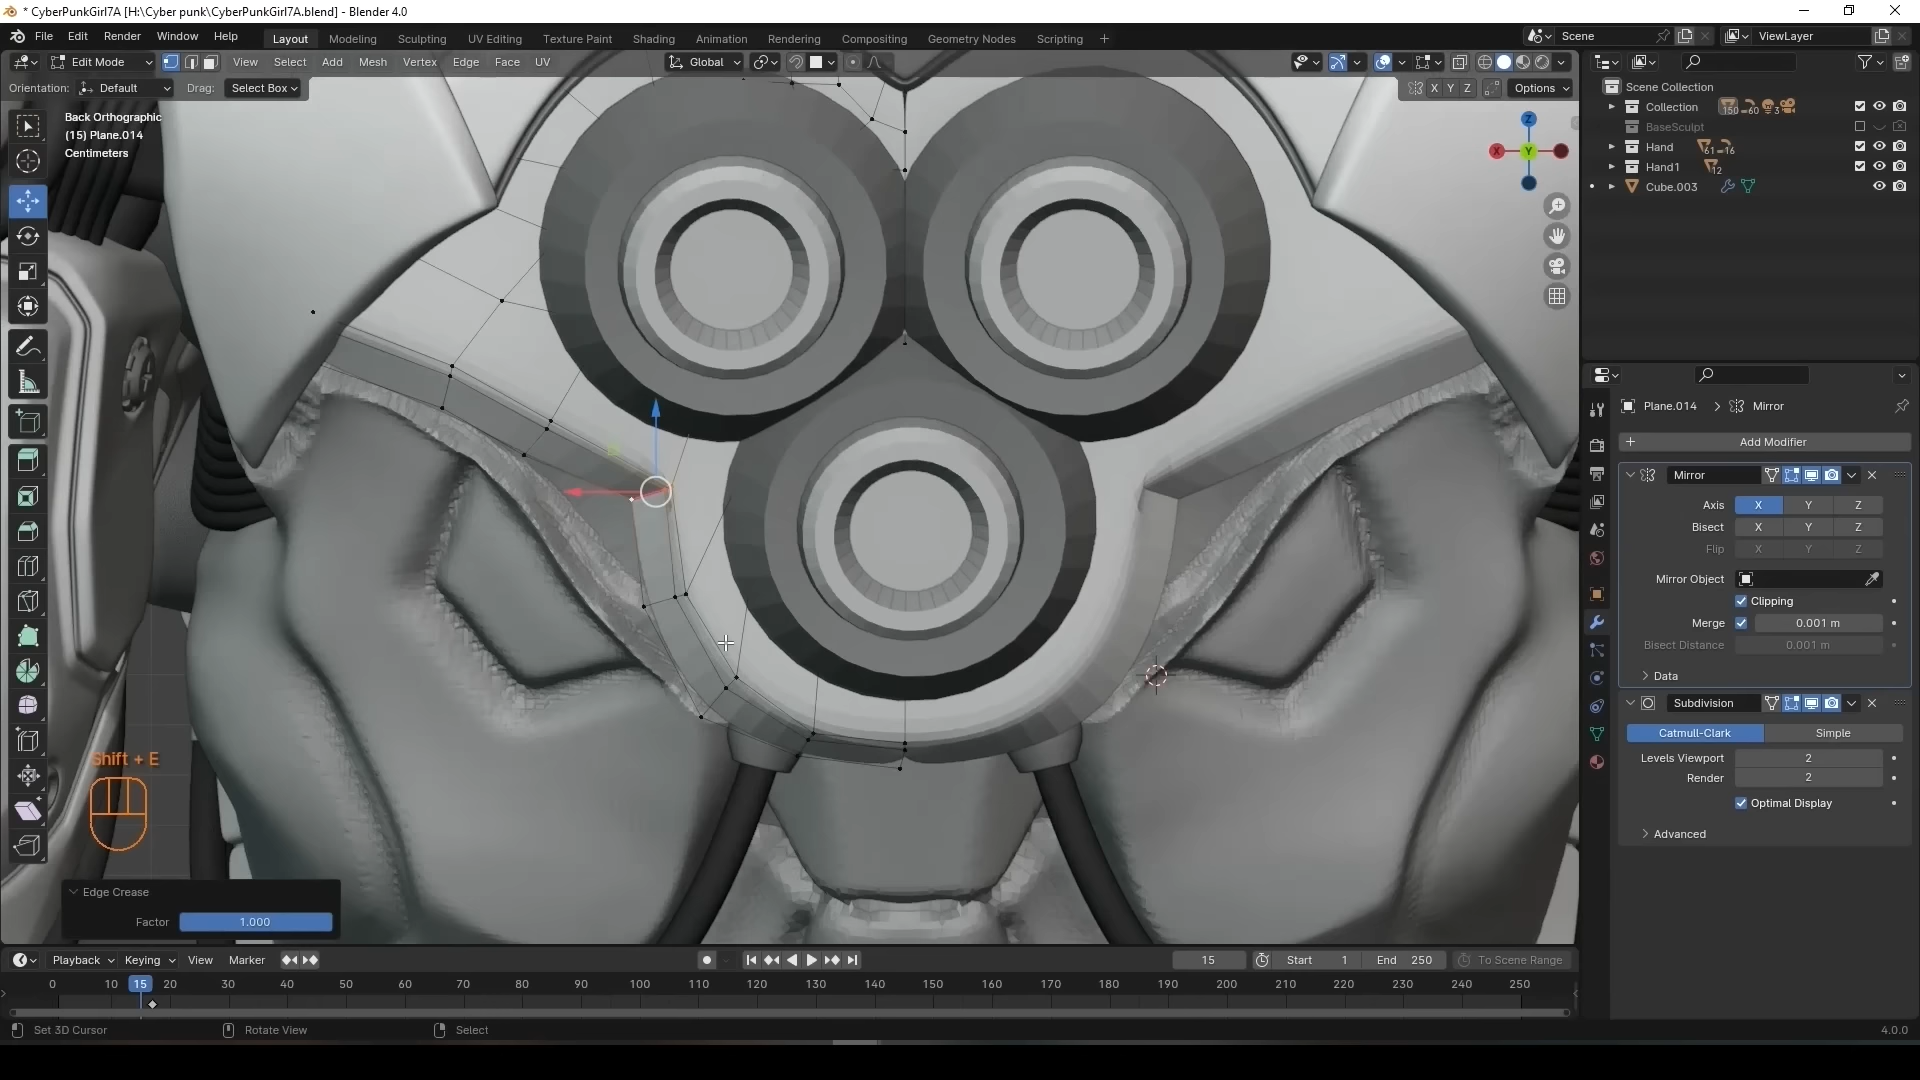 * CyberPunkGirl7A [H:\Cyber punk\CyberPunkGirl7A.blend] - Blender 4.0
File Edit Render Window Help
Layout Modeling Sculpting UV Editing Texture Paint Shading Animation Rendering Compositing Geometry Nodes Scripting +
Scene
ViewLayer
Edit Mode
View Select Add Mesh Vertex Edge Face UV
Global
Orientation: Default Drag: Select Box
X Y Z Options
Back Orthographic
(15) Plane.014
Centimeters
Z
X
Y
Scene Collection
Collection 150 60 3
BaseSculpt
Hand 61 16
Hand1 12
Cube.003
Plane.014 > Mirror
+ Add Modifier
Mirror
Axis X Y Z
Bisect X Y Z
Flip X Y Z
Mirror Object
Clipping
Merge 0.001 m
Bisect Distance 0.001 m
Data
Subdivision
Catmull-Clark Simple
Levels Viewport 2
Render 2
Optimal Display
Advanced
Shift + E
Edge Crease
Factor 1.000
Playback Keying View Marker
15 Start 1 End 250 To Scene Range
0 10 15 20 30 40 50 60 70 80 90 100 110 120 130 140 150 160 170 180 190 200 210 220 230 240 250
Set 3D Cursor Rotate View Select
4.0.0